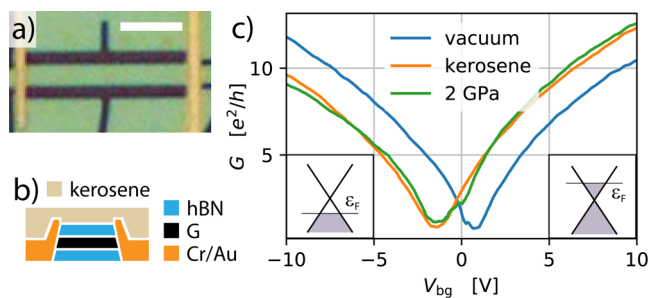 a)
b)
kerosene
hBN
G
Cr/Au
c)
vacuum
kerosene
2 GPa
G [e²/h]
10
5
εF
εF
−10
−5
0
5
10
Vbg [V]